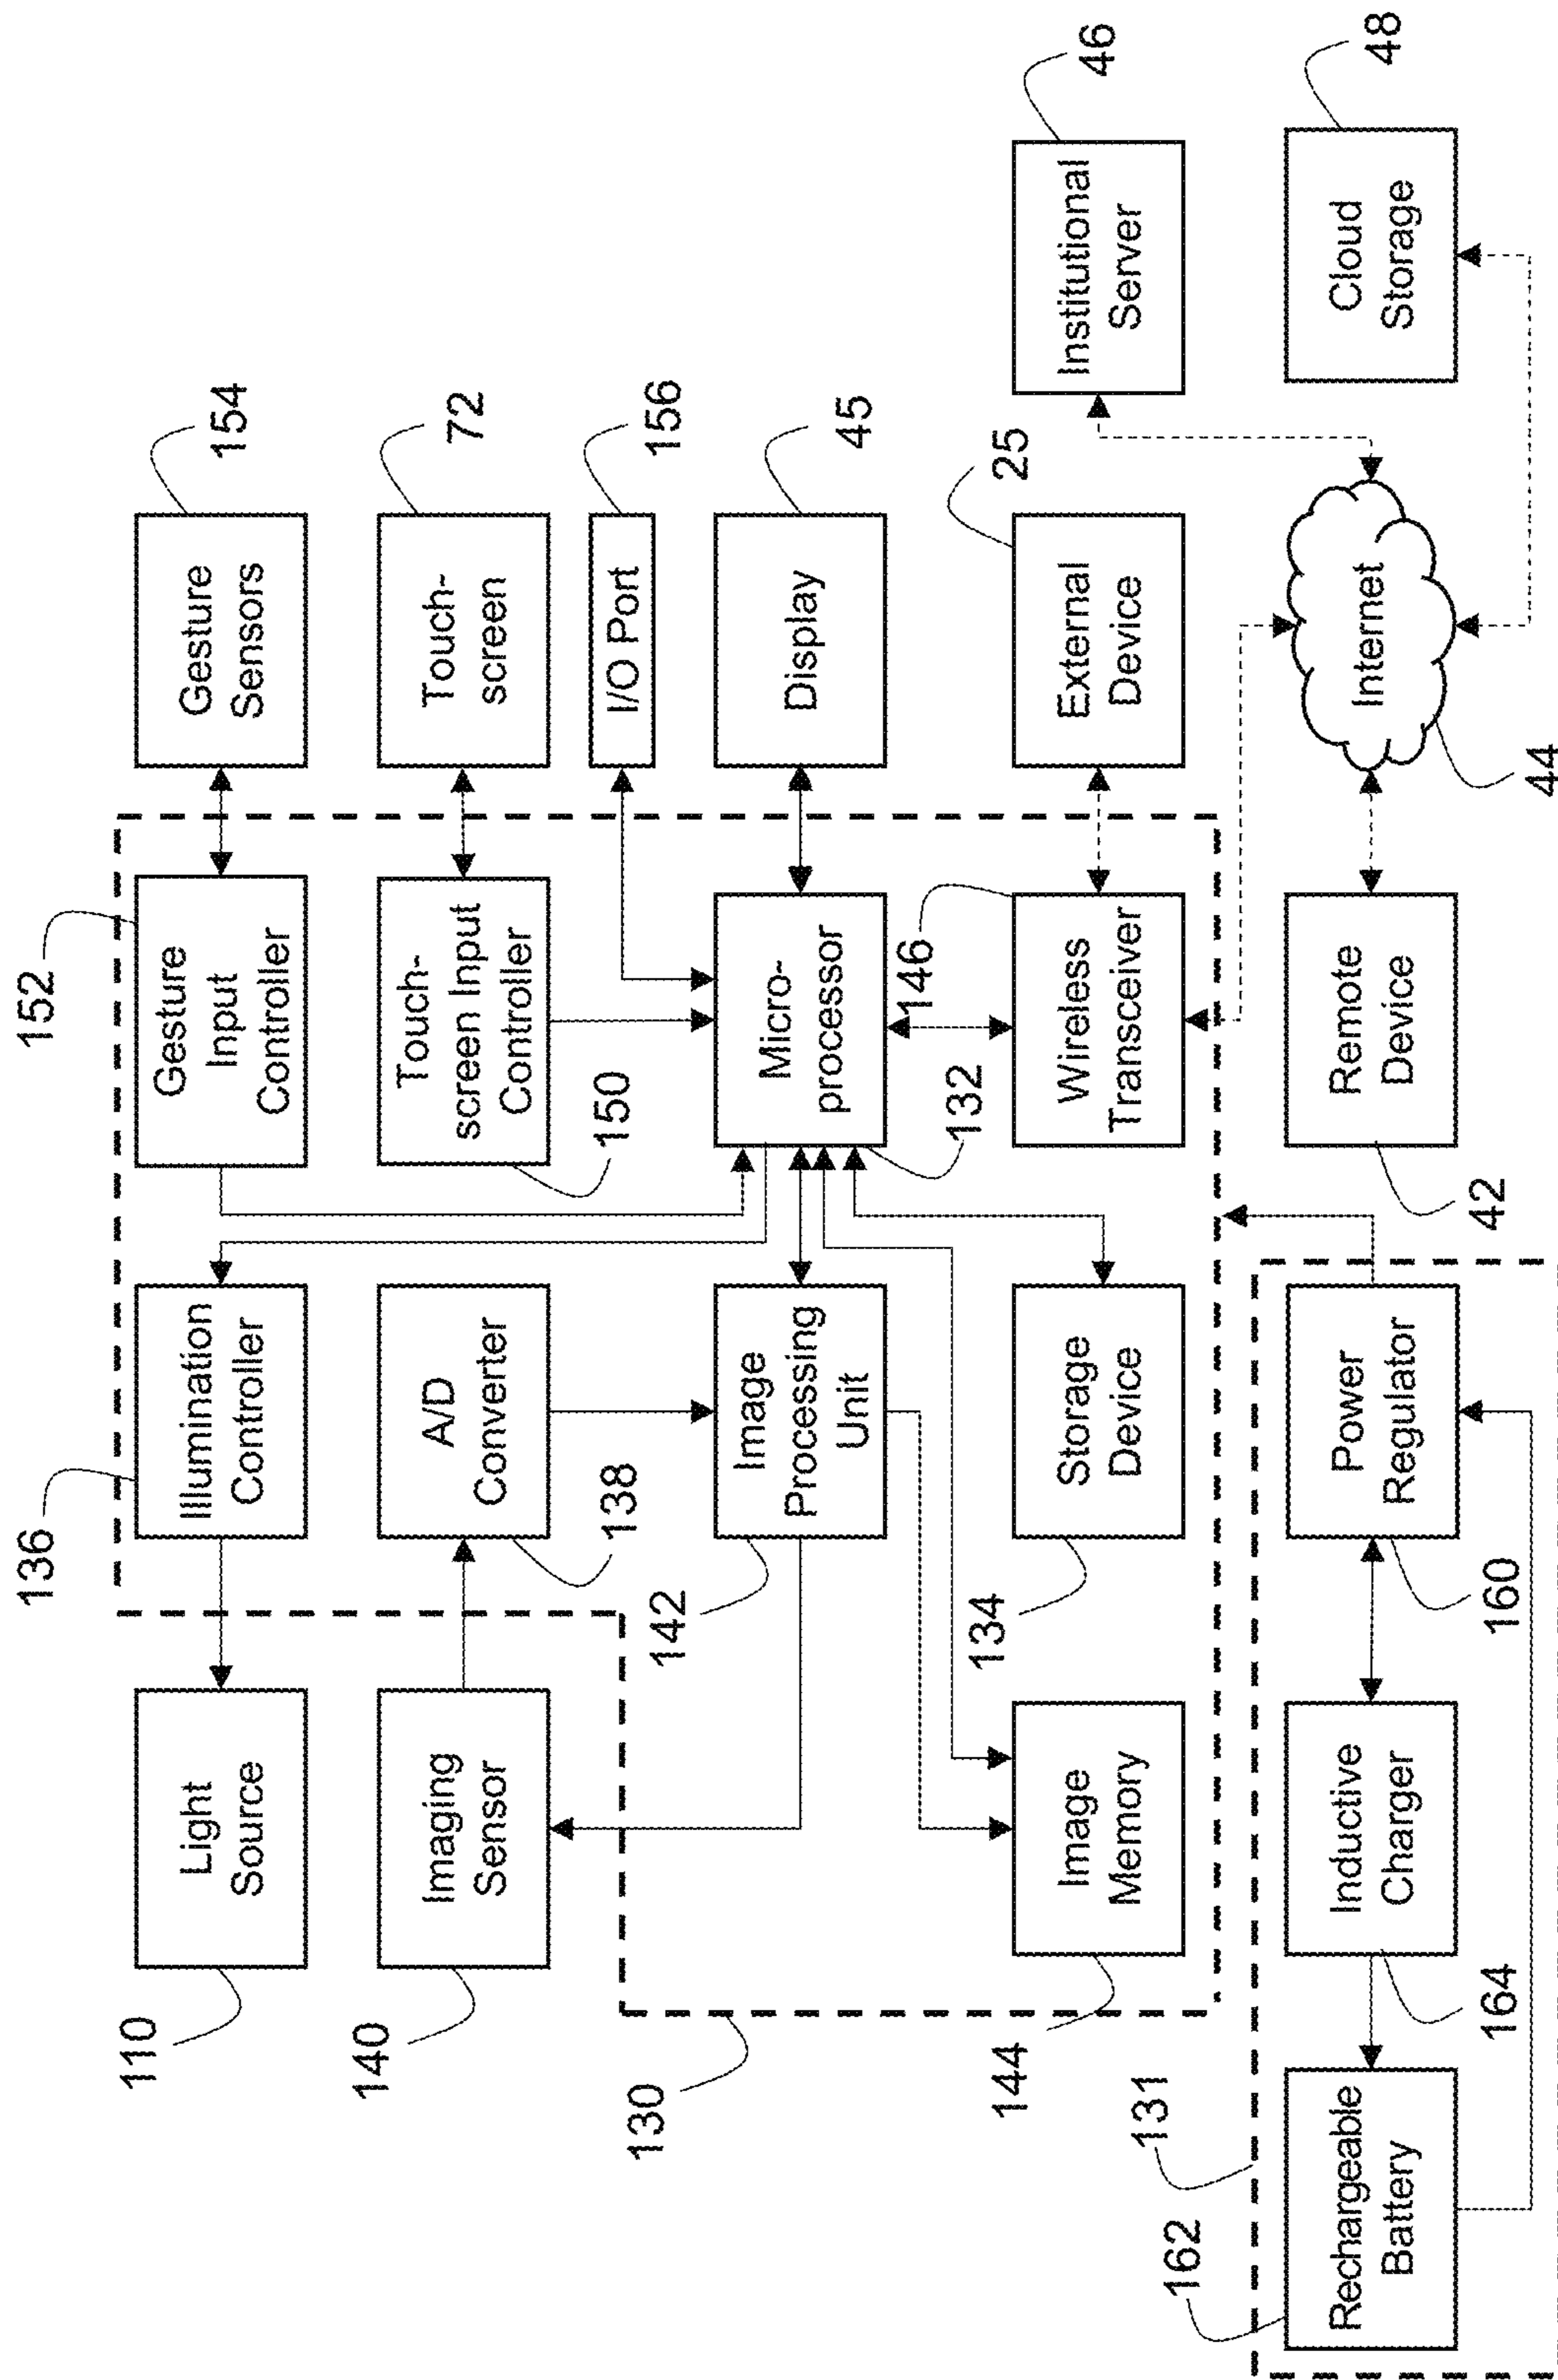 136
152
110
Light
Source
Illumination
Controller
Gesture
Input
Controller
Gesture
Sensors
154
140
Imaging
Sensor
A/D
Converter
138
Touch-
screen Input
Controller
150
Touch-
screen
72
I/O Port
156
130
142
Image
Processing
Unit
Micro-
processor
132
146
Display
45
144
Image
Memory
134
Storage
Device
Wireless
Transceiver
External
Device
25
Institutional
Server
46
131
162
Rechargeable
Battery
Inductive
Charger
164
Power
Regulator
160
Remote
Device
42
Internet
44
Cloud
Storage
48